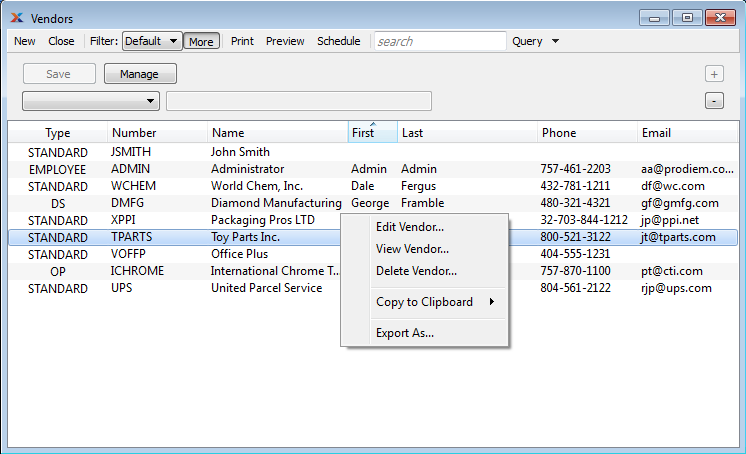 Vendors
New Close Filter: Default More Print Preview Schedule search Query
Save Manage +
-
Type Number Name First Last Phone Email
STANDARD JSMITH John Smith
EMPLOYEE ADMIN Administrator Admin Admin 757-461-2203 aa@prodiem.co...
STANDARD WCHEM World Chem, Inc. Dale Fergus 432-781-1211 df@wc.com
DS DMFG Diamond Manufacturing George Framble 480-321-4321 gf@gmfg.com
STANDARD XPPI Packaging Pros LTD 32-703-844-1212 jp@ppi.net
STANDARD TPARTS Toy Parts Inc. 800-521-3122 jt@tparts.com
STANDARD VOFFP Office Plus 404-555-1231
OP ICHROME International Chrome T... 757-870-1100 pt@cti.com
STANDARD UPS United Parcel Service 804-561-2122 rjp@ups.com
Edit Vendor...
View Vendor...
Delete Vendor...
Copy to Clipboard
Export As...